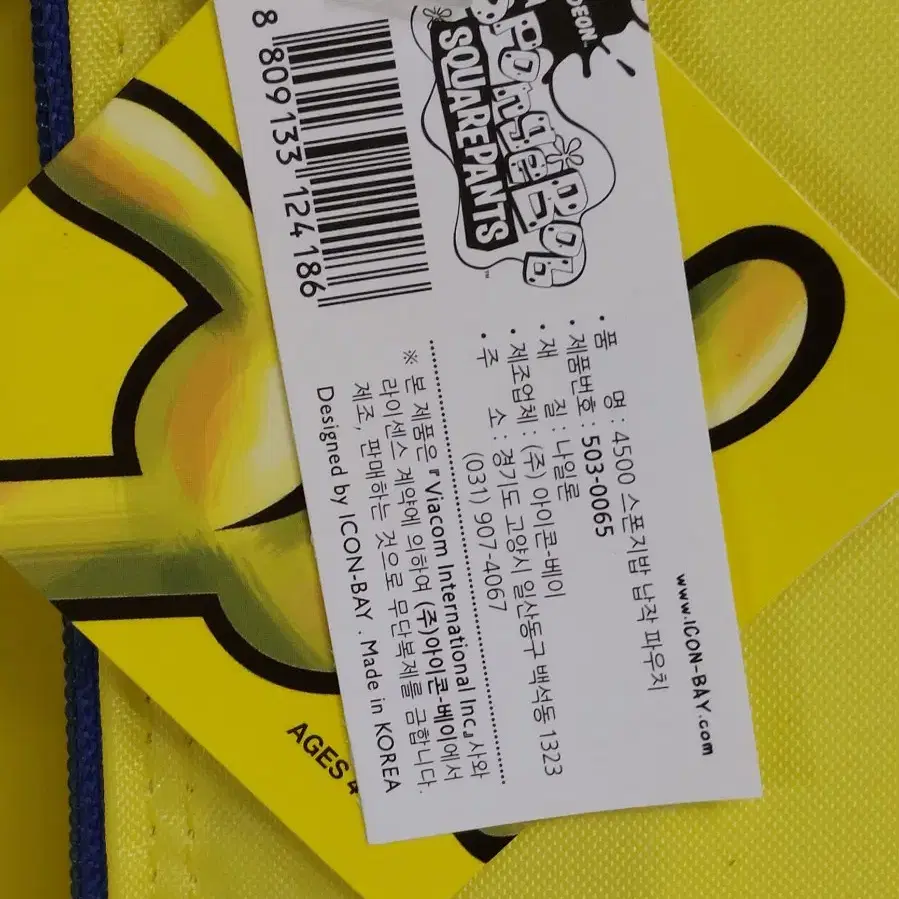 DEON.
SPONGEBOB
SQUAREPANTS
™
8 809133 124186
· 품 명 : 4500 스폰지밥 납작 파우치
· 제품번호 : 503-0065
· 재 질 : 나일론
· 제조업체 : (주) 아이콘-베이
· 주 소 : 경기도 고양시 일산동구 백석동 1323
(031) 907-4067
※ 본 제품은 『Viacom International Inc』사와
라이센스 계약에 의하여 (주)아이콘-베이에서
제조, 판매하는 것으로 무단복제를 금합니다.
Designed by ICON-BAY . Made in KOREA
www.ICON-BAY.com
AGES 4